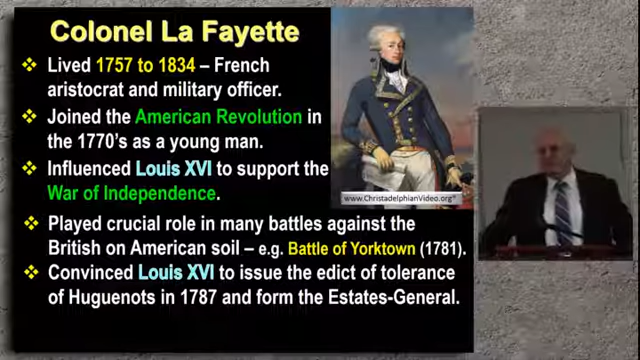 Colonel La Fayette
❖ Lived 1757 to 1834 – French
aristocrat and military officer.
❖ Joined the American Revolution in
the 1770's as a young man.
❖ Influenced Louis XVI to support the
War of Independence.
www.ChristadelphianVideo.org°
❖ Played crucial role in many battles against the
British on American soil – e.g. Battle of Yorktown (1781).
❖ Convinced Louis XVI to issue the edict of tolerance
of Huguenots in 1787 and form the Estates-General.